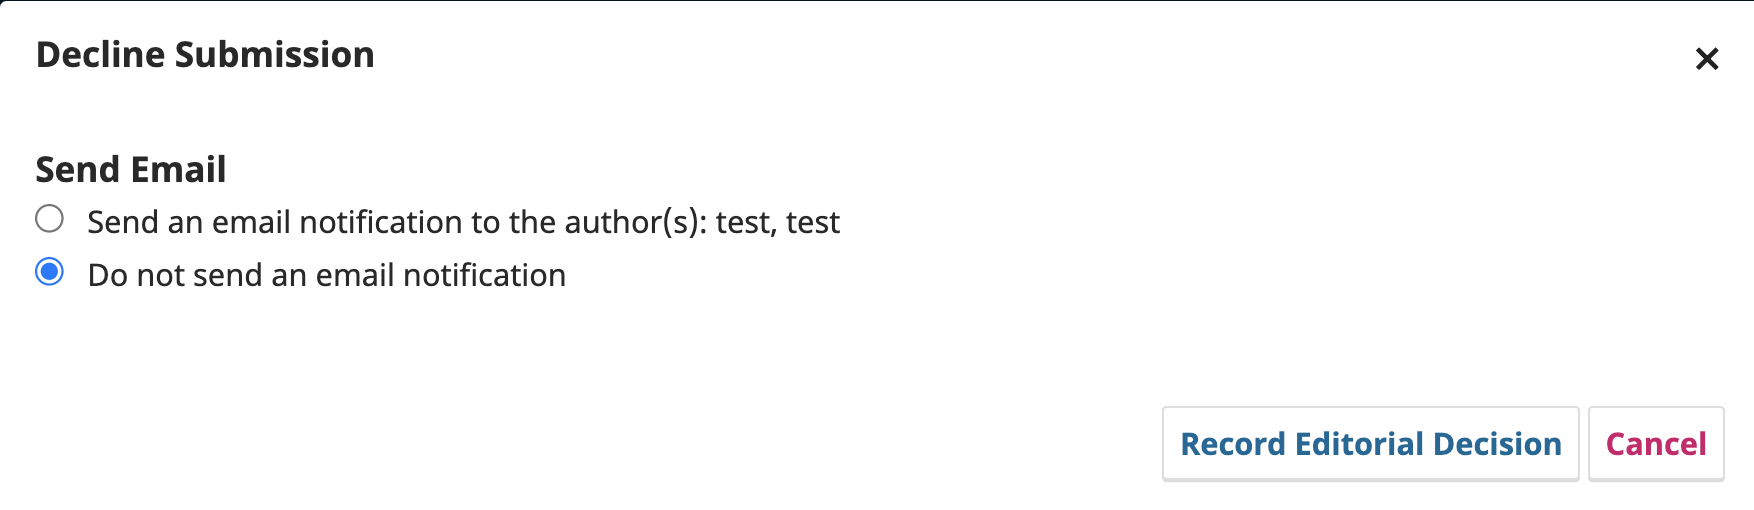 Decline Submission
Send Email
Send an email notification to the author(s): test, test
Do not send an email notification
Record Editorial Decision
Cancel